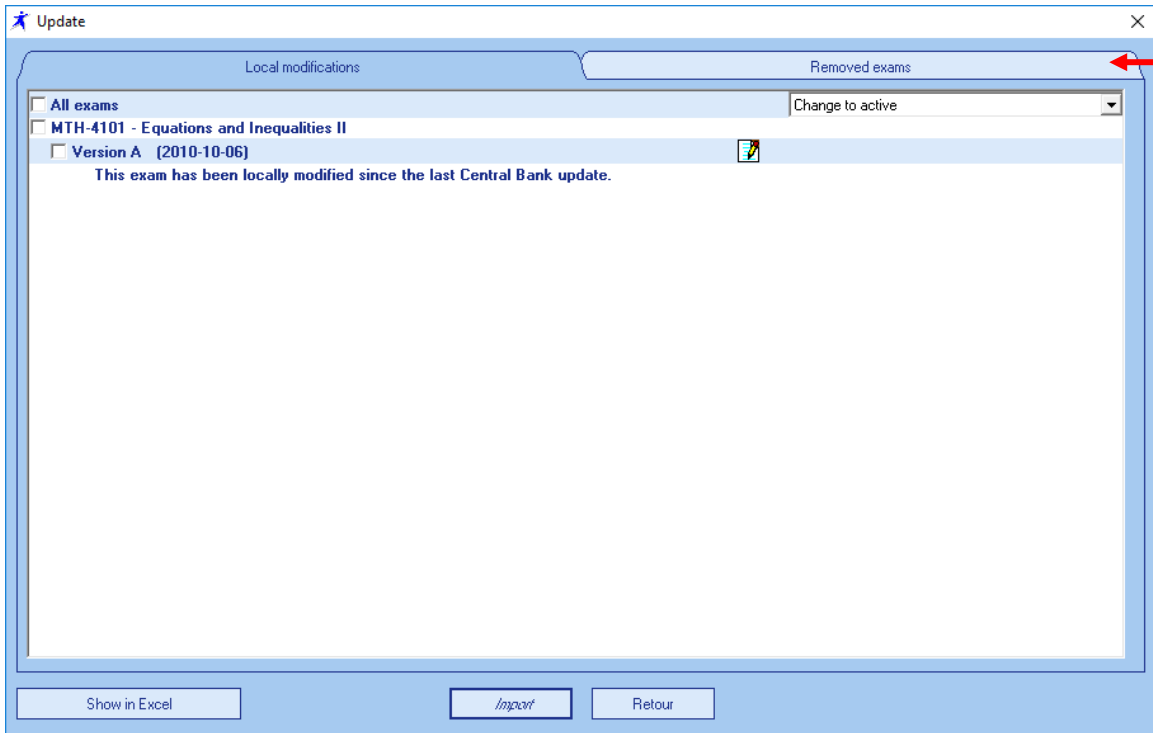 Update
Local modifications
Removed exams
All exams
Change to active
MTH-4101 - Equations and Inequalities II
Version A (2010-10-06)
This exam has been locally modified since the last Central Bank update.
Show in Excel
Import
Retour